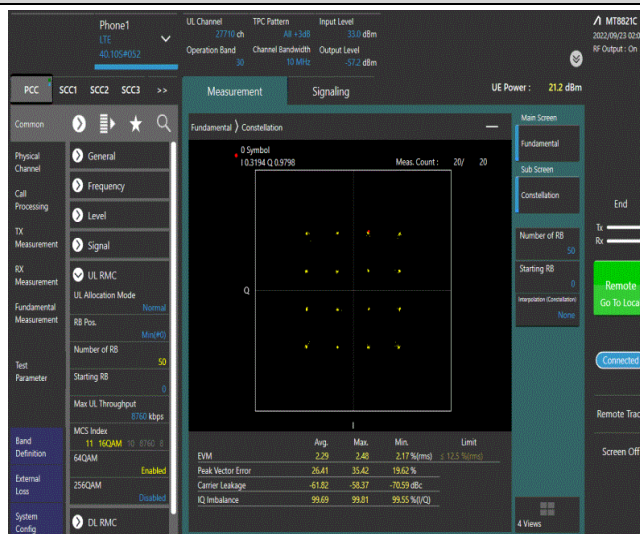 Phone1
LTE
40.10S#052
UL Channel
27710 ch
TPC Pattern
All +3dB
Input Level
33.0 dBm
Operation Band
30
Channel Bandwidth
10 MHz
Output Level
-57.2 dBm
MT8821C
2022/09/23 02:0
RF Output : On
PCC SCC1 SCC2 SCC3 >>
Measurement
Signaling
UE Power : 21.2 dBm
Common
Physical
Channel
Call
Processing
TX
Measurement
RX
Measurement
Fundamental
Measurement
Test
Parameter
Band
Definition
External
Loss
System
Config
General
Frequency
Level
Signal
UL RMC
UL Allocation Mode
Normal
RB Pos.
Min(#0)
Number of RB
50
Starting RB
0
Max UL Throughput
8760 kbps
MCS Index
11 16QAM 10 8760 8
64QAM
Enabled
256QAM
Disabled
DL RMC
Fundamental > Constellation
0 Symbol
I 0.3194 Q 0.9798
Meas. Count : 20/ 20
Q
I
Avg. Max. Min. Limit
EVM 2.29 2.48 2.17 %(rms) ≤ 12.5 %(rms)
Peak Vector Error 26.41 35.42 19.62 %
Carrier Leakage -61.82 -58.37 -70.59 dBc
IQ Imbalance 99.69 99.81 99.55 %(I/Q)
Main Screen
Fundamental
Sub Screen
Constellation
Number of RB
50
Starting RB
0
Interpolation (Constellation)
None
4 Views
End
Tx
Rx
Remote
Go To Loca
Connected
Remote Trac
Screen Off